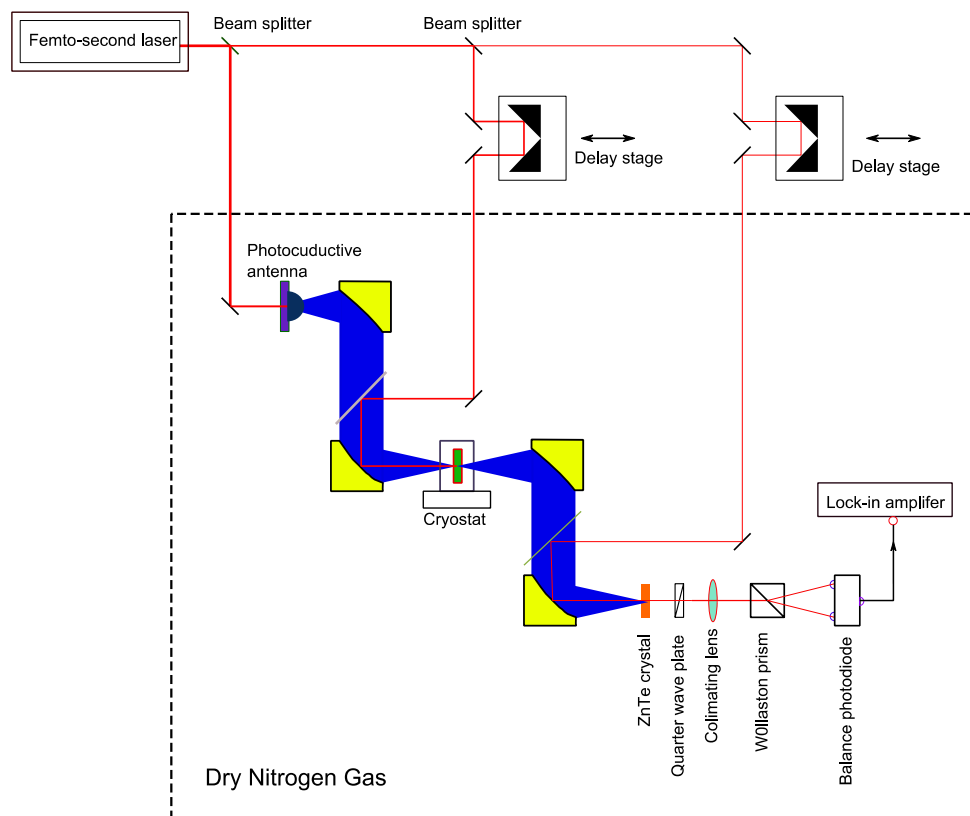 Beam splitter
Beam splitter
Femto-second laser
Delay stage
Delay stage
Photocuductive
antenna
Cryostat
Lock-in amplifer
ZnTe crystal
Quarter wave plate
Colimating lens
W0llaston prism
Balance photodiode
Dry Nitrogen Gas